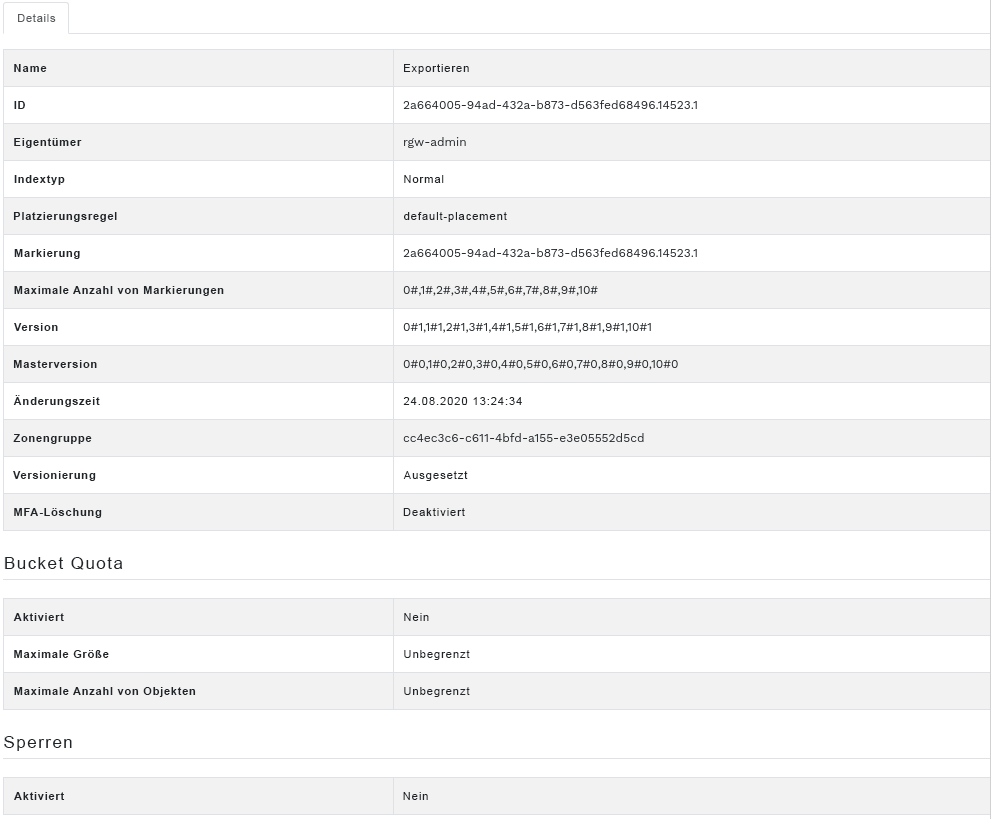 Details
Name Exportieren
ID 2a664005-94ad-432a-b873-d563fed68496.14523.1
Eigentümer rgw-admin
Indextyp Normal
Platzierungsregel default-placement
Markierung 2a664005-94ad-432a-b873-d563fed68496.14523.1
Maximale Anzahl von Markierungen 0#,1#,2#,3#,4#,5#,6#,7#,8#,9#,10#
Version 0#1,1#1,2#1,3#1,4#1,5#1,6#1,7#1,8#1,9#1,10#1
Masterversion 0#0,1#0,2#0,3#0,4#0,5#0,6#0,7#0,8#0,9#0,10#0
Änderungszeit 24.08.2020 13:24:34
Zonengruppe cc4ec3c6-c611-4bfd-a155-e3e05552d5cd
Versionierung Ausgesetzt
MFA-Löschung Deaktiviert
Bucket Quota
Aktiviert Nein
Maximale Größe Unbegrenzt
Maximale Anzahl von Objekten Unbegrenzt
Sperren
Aktiviert Nein